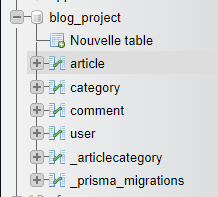 blog_project
Nouvelle table
article
category
comment
user
_articlecategory
_prisma_migrations